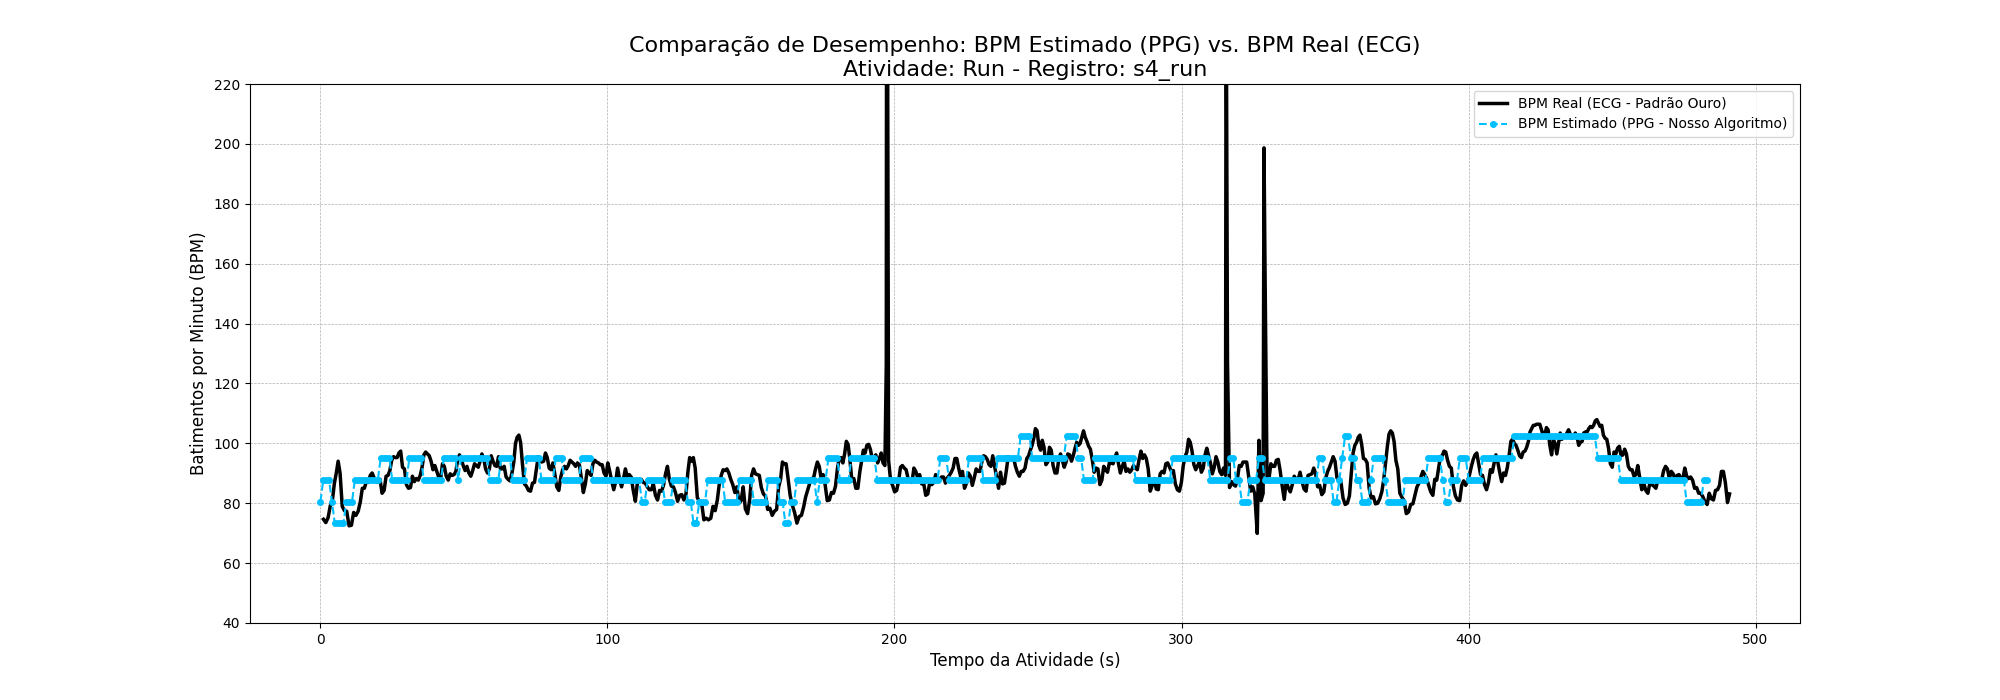 Comparação de Desempenho: BPM Estimado (PPG) vs. BPM Real (ECG)
Atividade: Run - Registro: s4_run
BPM Real (ECG - Padrão Ouro)
BPM Estimado (PPG - Nosso Algoritmo)
Batimentos por Minuto (BPM)
220
200
180
160
140
120
100
80
60
40
0 100 200 300 400 500
Tempo da Atividade (s)